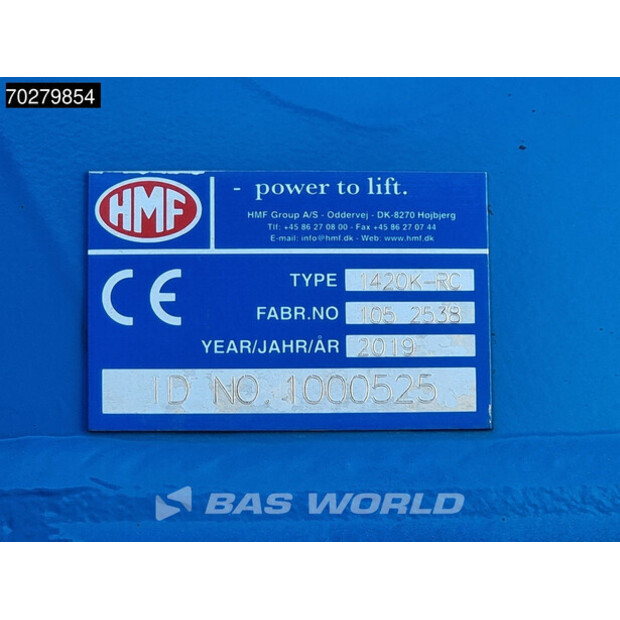 70279854
HMF
- power to lift.
HMF Group A/S - Oddervej - DK-8270 Højbjerg
Tlf: +45 86 27 08 00 - Fax +45 86 27 07 44
E-mail: info@hmf.dk - Web: www.hmf.dk
CE
TYPE 1420K-RC
FABR.NO 105 2538
YEAR/JAHR/ÅR 2019
ID NO. 1000525
BAS WORLD